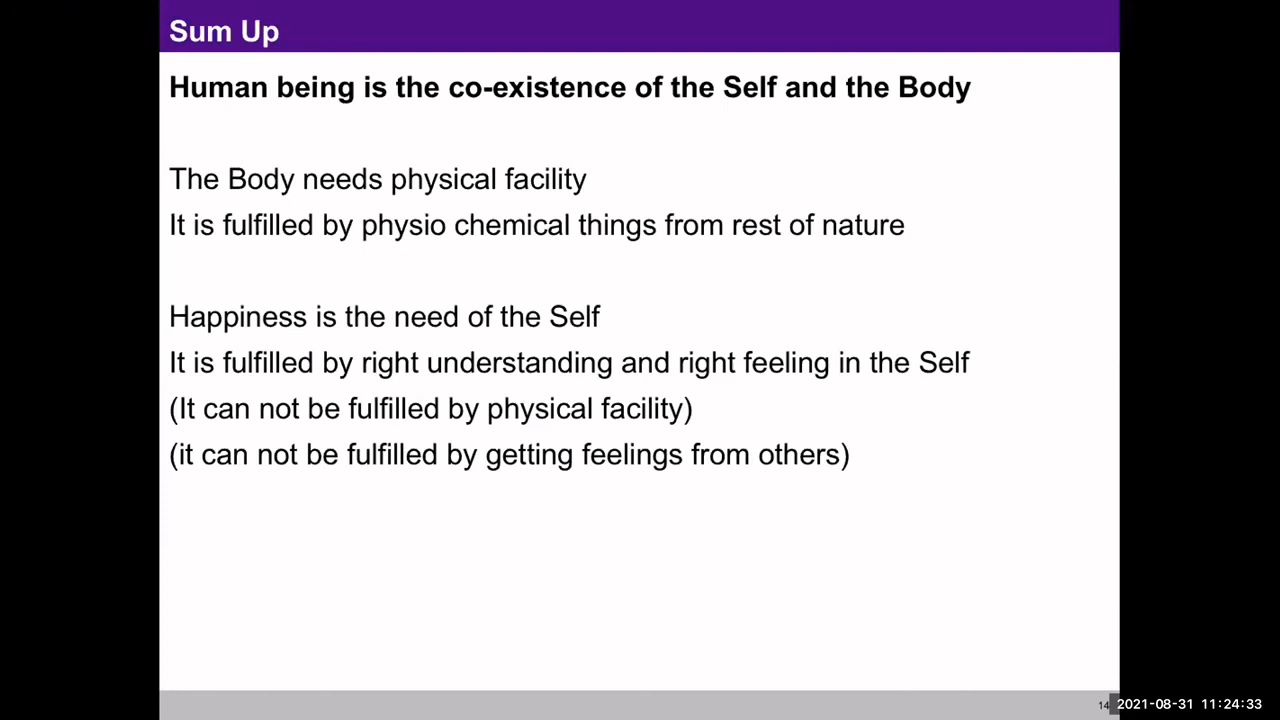 Sum Up
Human being is the co-existence of the Self and the Body
The Body needs physical facility
It is fulfilled by physio chemical things from rest of nature
Happiness is the need of the Self
It is fulfilled by right understanding and right feeling in the Self
(It can not be fulfilled by physical facility)
(it can not be fulfilled by getting feelings from others)
14
2021-08-31 11:24:33